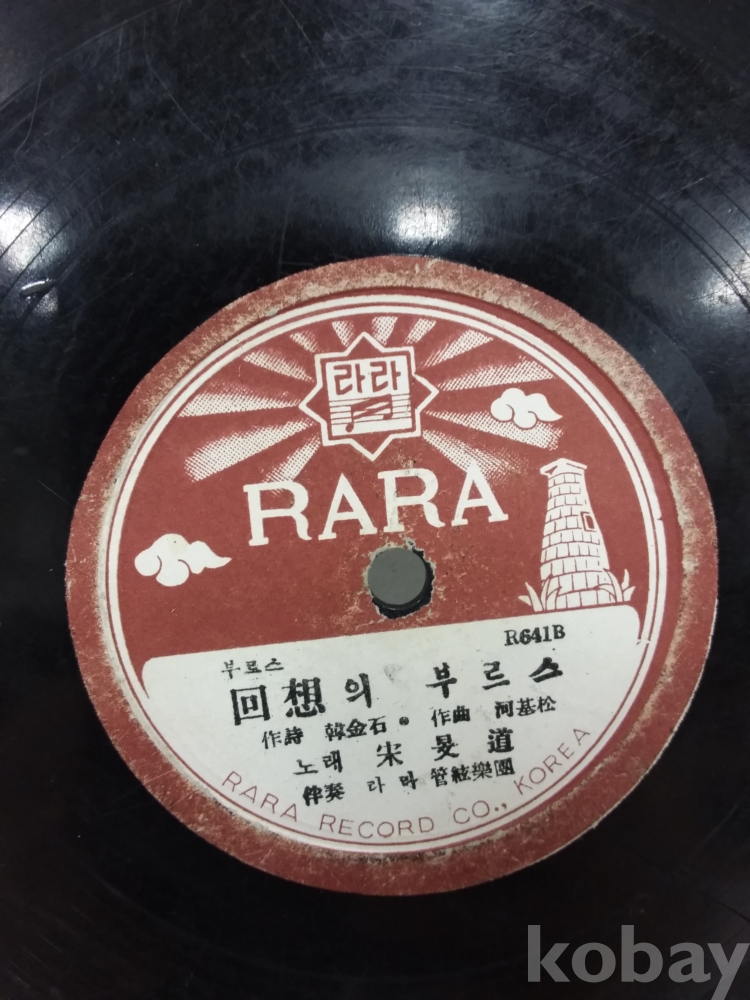 라라
RARA
R641B
부로스
回想의 부르스
作詩 韓金石 • 作曲 河基松
노래 宋旻道
伴奏 라라 管絃樂團
RARA RECORD CO., KOREA
kobay